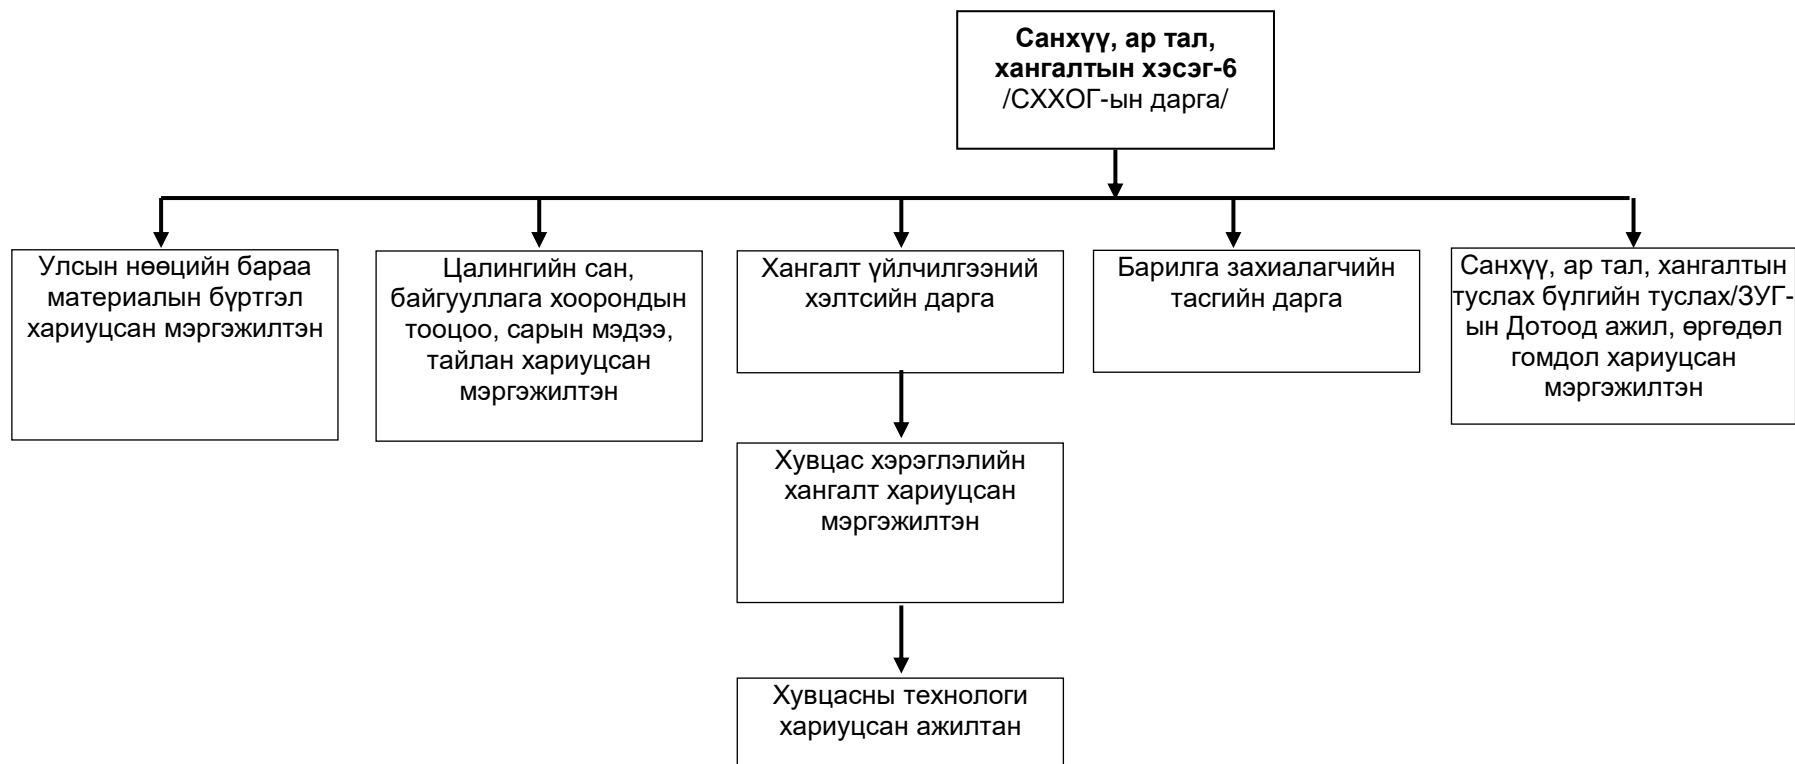 Санхүү, ар тал,
хангалтын хэсэг-6
/СХХОГ-ын дарга/
Улсын нөөцийн бараа
материалын бүртгэл
хариуцсан мэргэжилтэн
Цалингийн сан,
байгууллага хоорондын
тооцоо, сарын мэдээ,
тайлан хариуцсан
мэргэжилтэн
Хангалт үйлчилгээний
хэлтсийн дарга
Барилга захиалагчийн
тасгийн дарга
Санхүү, ар тал, хангалтын
туслах бүлгийн туслах/ЗУГ-
ын Дотоод ажил, өргөдөл
гомдол хариуцсан
мэргэжилтэн
Хувцас хэрэглэлийн
хангалт хариуцсан
мэргэжилтэн
Хувцасны технологи
хариуцсан ажилтан